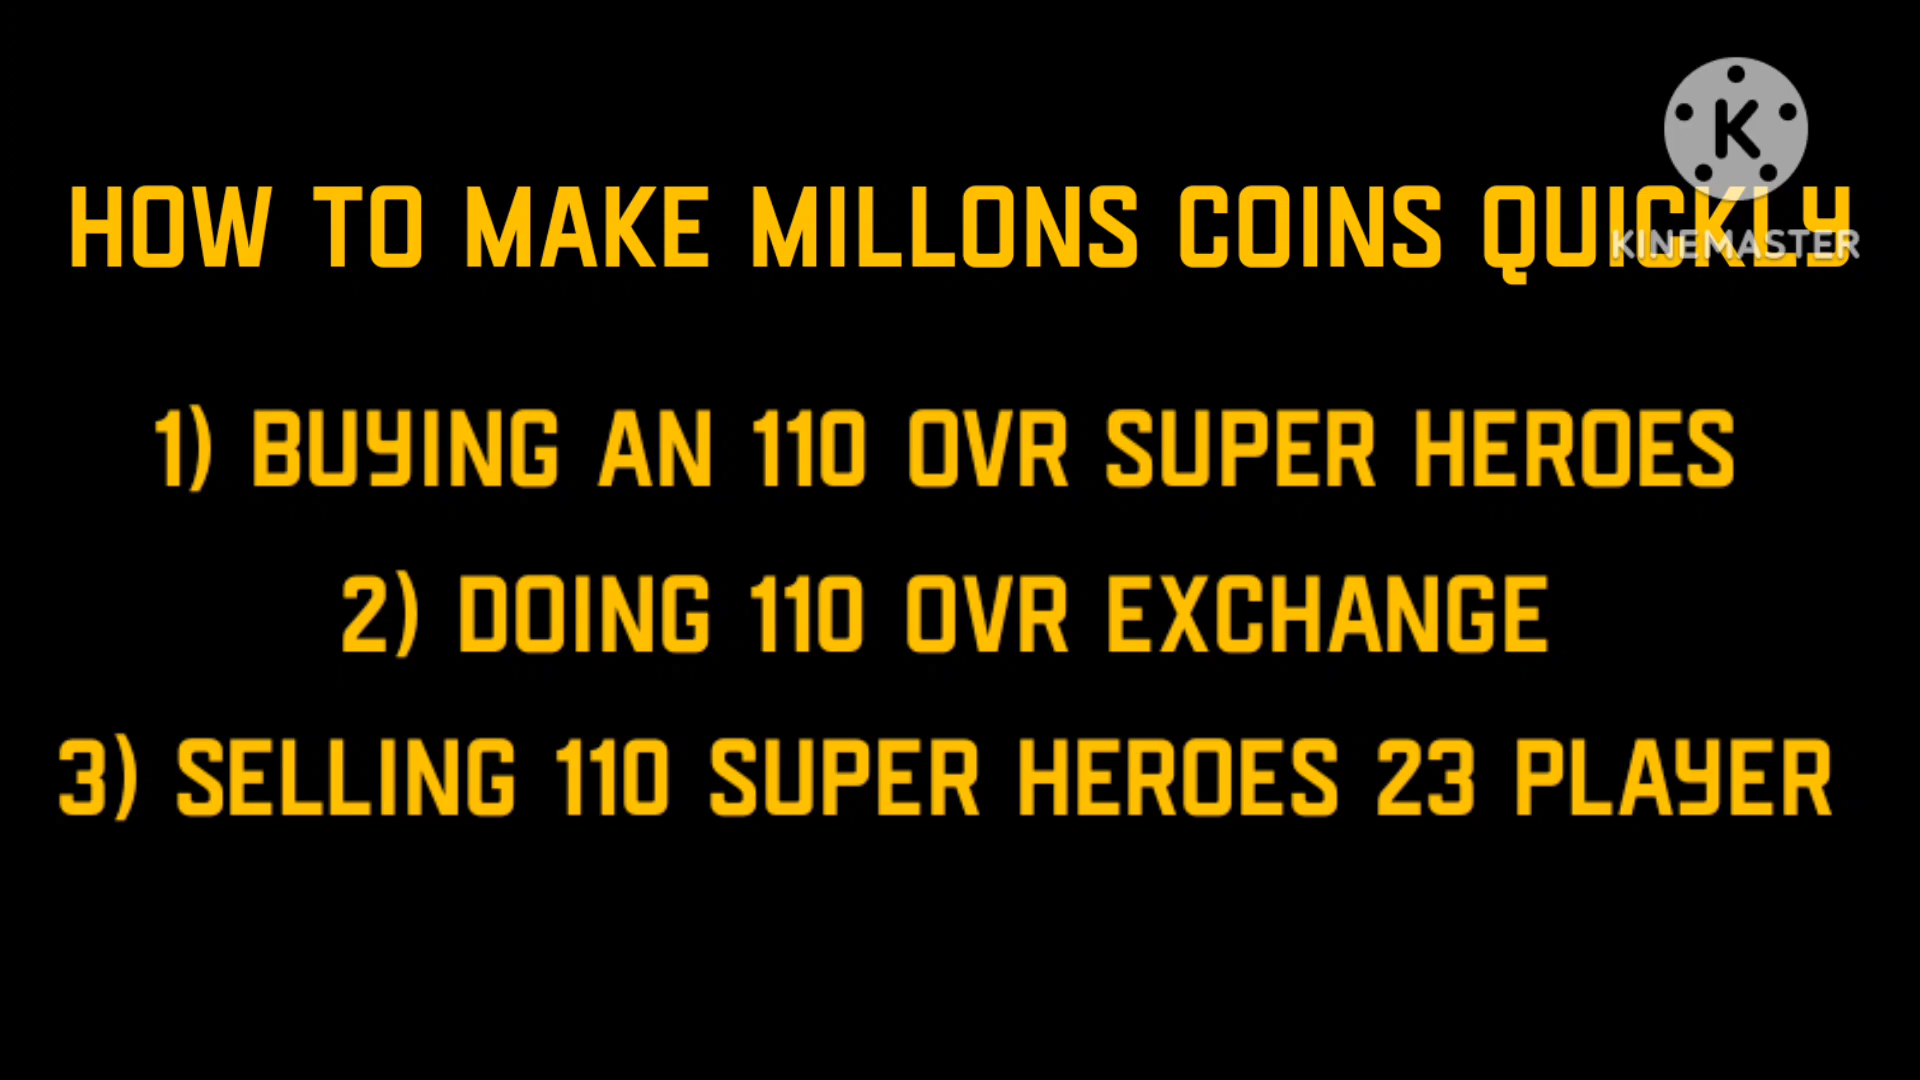 K
HOW TO MAKE MILLONS COINS QUICKLY
KINEMASTER
1) BUYING AN 110 OVR SUPER HEROES
2) DOING 110 OVR EXCHANGE
3) SELLING 110 SUPER HEROES 23 PLAYER